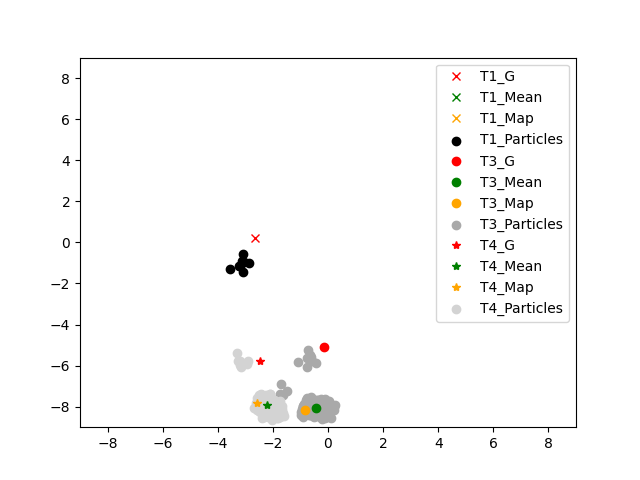 8
6
4
2
0
−2
−4
−6
−8
−8 −6 −4 −2 0 2 4 6 8
T1_G
T1_Mean
T1_Map
T1_Particles
T3_G
T3_Mean
T3_Map
T3_Particles
T4_G
T4_Mean
T4_Map
T4_Particles